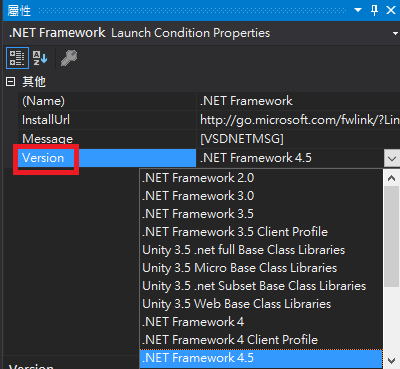 屬性
.NET Framework Launch Condition Properties
其他
(Name) .NET Framework
InstallUrl http://go.microsoft.com/fwlink/?Lin
Message [VSDNETMSG]
Version .NET Framework 4.5
.NET Framework 2.0
.NET Framework 3.0
.NET Framework 3.5
.NET Framework 3.5 Client Profile
Unity 3.5 .net full Base Class Libraries
Unity 3.5 Micro Base Class Libraries
Unity 3.5 .net Subset Base Class Libraries
Unity 3.5 Web Base Class Libraries
.NET Framework 4
.NET Framework 4 Client Profile
.NET Framework 4.5
Version